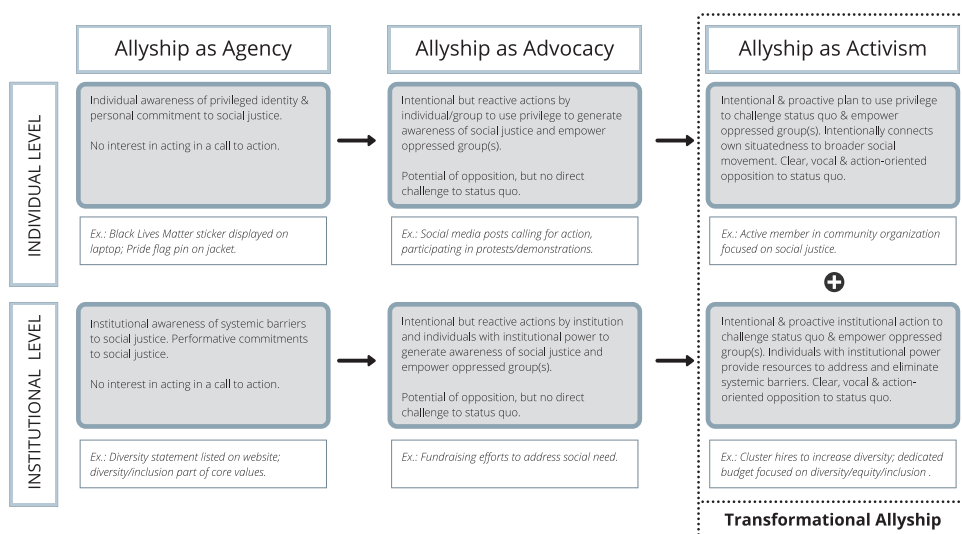 Allyship as Agency
Allyship as Advocacy
Allyship as Activism
INDIVIDUAL LEVEL
Individual awareness of privileged identity &
personal commitment to social justice.
No interest in acting in a call to action.
Intentional but reactive actions by
individual/group to use privilege to generate
awareness of social justice and empower
oppressed group(s).
Potential of opposition, but no direct
challenge to status quo.
Intentional & proactive plan to use privilege
to challenge status quo & empower
oppressed group(s). Intentionally connects
own situatedness to broader social
movement. Clear, vocal & action-oriented
opposition to status quo.
Ex.: Black Lives Matter sticker displayed on
laptop; Pride flag pin on jacket.
Ex.: Social media posts calling for action,
participating in protests/demonstrations.
Ex.: Active member in community organization
focused on social justice.
+
INSTITUTIONAL LEVEL
Institutional awareness of systemic barriers
to social justice. Performative commitments
to social justice.
No interest in acting in a call to action.
Intentional but reactive actions by institution
and individuals with institutional power to
generate awareness of social justice and
empower oppressed group(s).
Potential of opposition, but no direct
challenge to status quo.
Intentional & proactive institutional action to
challenge status quo & empower oppressed
group(s). Individuals with institutional power
provide resources to address and eliminate
systemic barriers. Clear, vocal & action-
oriented opposition to status quo.
Ex.: Diversity statement listed on website;
diversity/inclusion part of core values.
Ex.: Fundraising efforts to address social need.
Ex.: Cluster hires to increase diversity; dedicated
budget focused on diversity/equity/inclusion .
Transformational Allyship